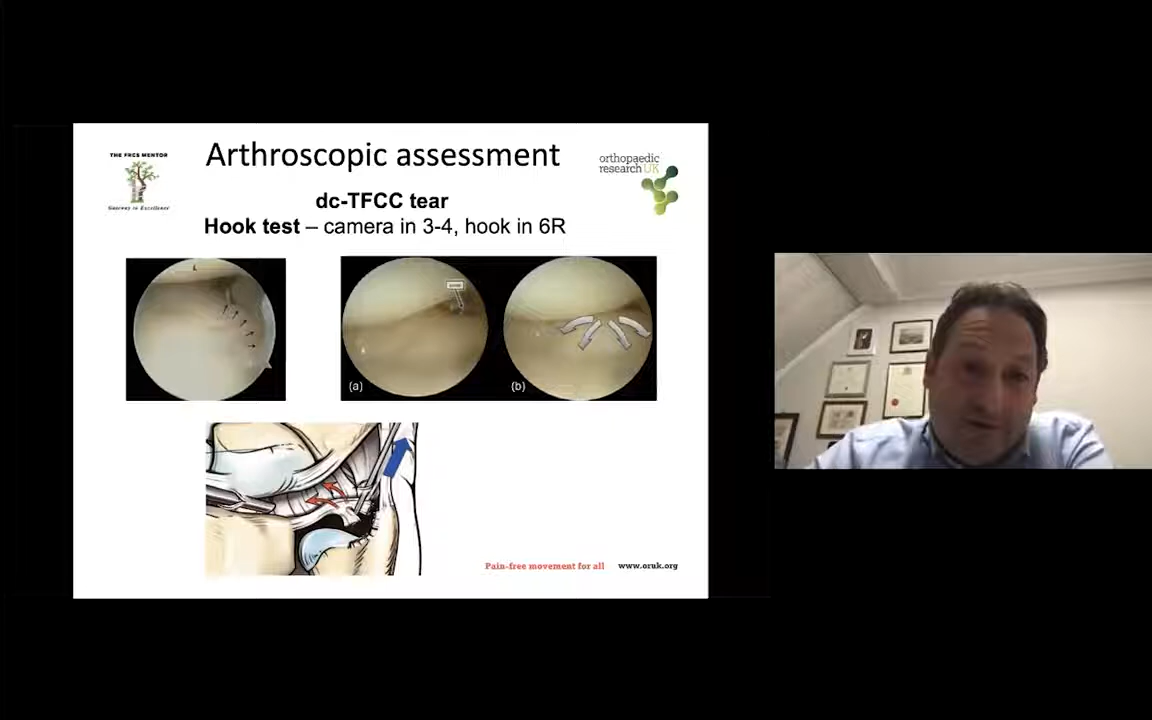 Arthroscopic assessment
THE FRCS MENTOR
Gateway to Excellence
orthopaedic
research UK
dc-TFCC tear
Hook test – camera in 3-4, hook in 6R
(a)
(b)
Pain-free movement for all
www.oruk.org